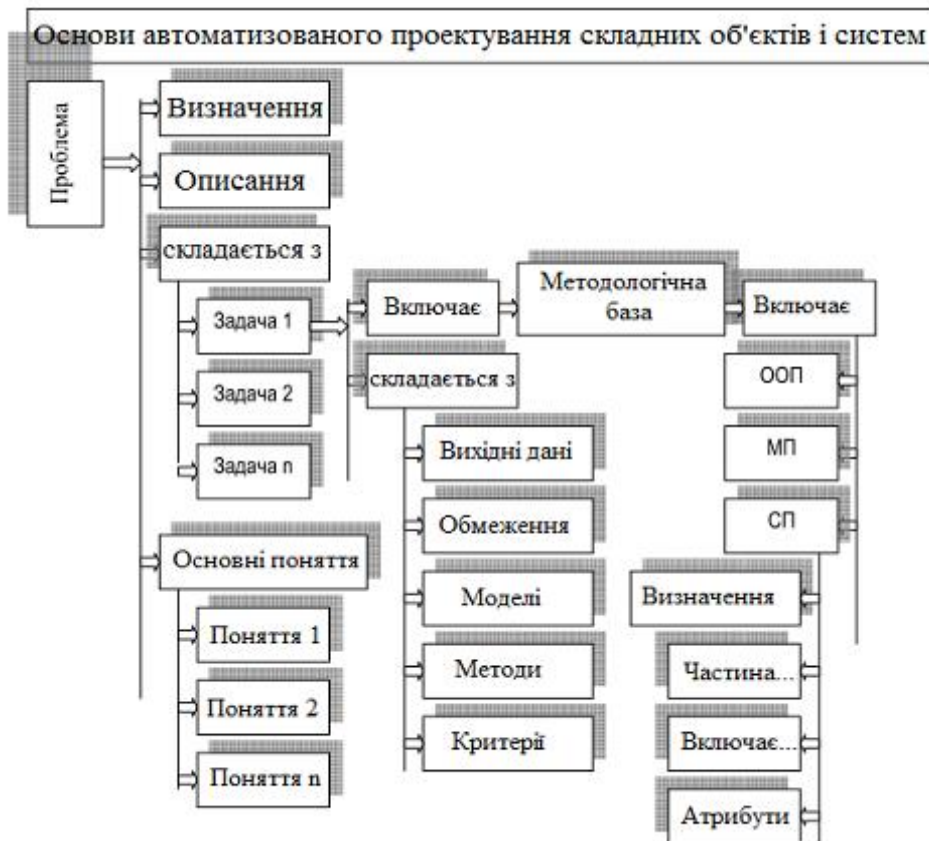 Основи автоматизованого проектування складних об'єктів і систем
Проблема
Визначення
Описання
складається з
Задача 1
Задача 2
Задача n
Основні поняття
Поняття 1
Поняття 2
Поняття n
Включає
складається з
Вихідні дані
Обмеження
Моделі
Методи
Критерії
Методологічна
база
Включає
ООП
МП
СП
Визначення
Частина...
Включає...
Атрибути